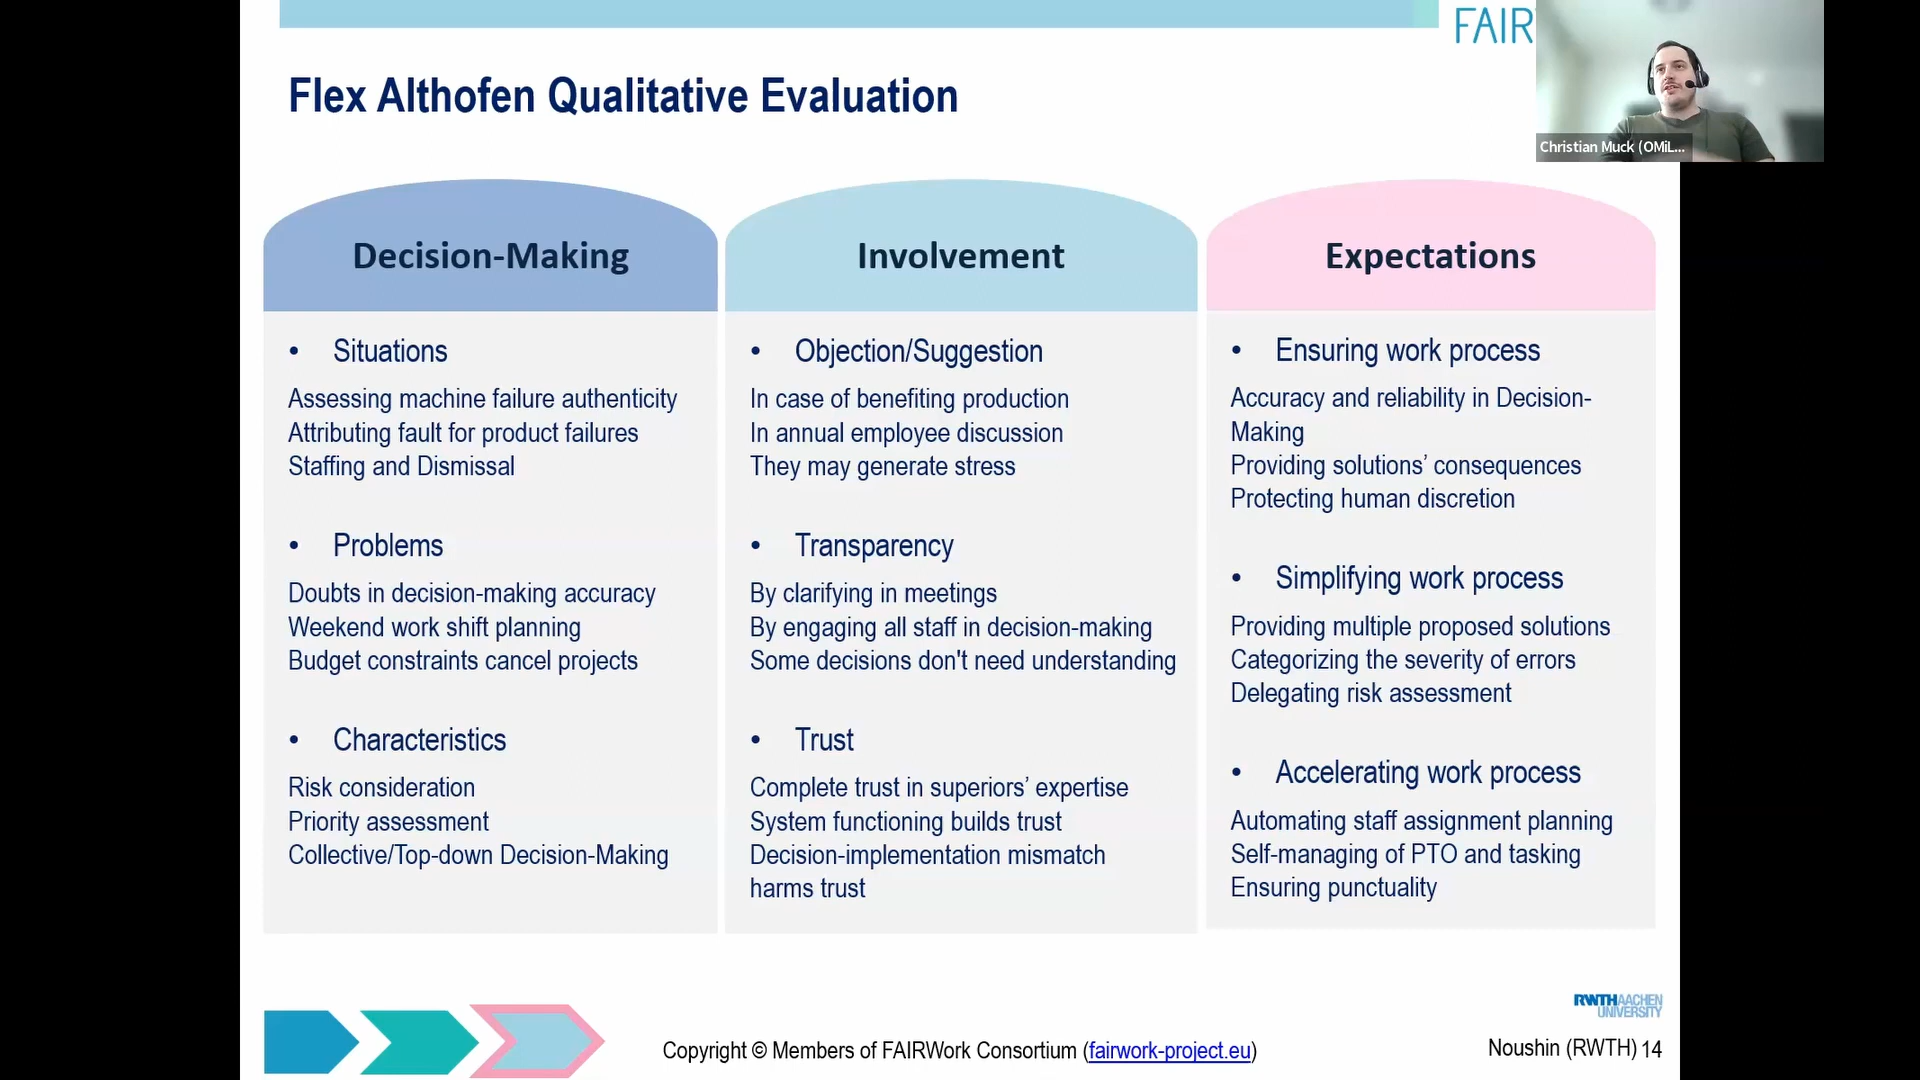 FAIR
Flex Althofen Qualitative Evaluation
Christian Muck (OMiL...
Decision-Making
• Situations
Assessing machine failure authenticity
Attributing fault for product failures
Staffing and Dismissal
• Problems
Doubts in decision-making accuracy
Weekend work shift planning
Budget constraints cancel projects
• Characteristics
Risk consideration
Priority assessment
Collective/Top-down Decision-Making
Involvement
• Objection/Suggestion
In case of benefiting production
In annual employee discussion
They may generate stress
• Transparency
By clarifying in meetings
By engaging all staff in decision-making
Some decisions don't need understanding
• Trust
Complete trust in superiors’ expertise
System functioning builds trust
Decision-implementation mismatch
harms trust
Expectations
• Ensuring work process
Accuracy and reliability in Decision-
Making
Providing solutions’ consequences
Protecting human discretion
• Simplifying work process
Providing multiple proposed solutions
Categorizing the severity of errors
Delegating risk assessment
• Accelerating work process
Automating staff assignment planning
Self-managing of PTO and tasking
Ensuring punctuality
RWTHAACHEN
UNIVERSITY
Copyright © Members of FAIRWork Consortium (fairwork-project.eu)
Noushin (RWTH) 14